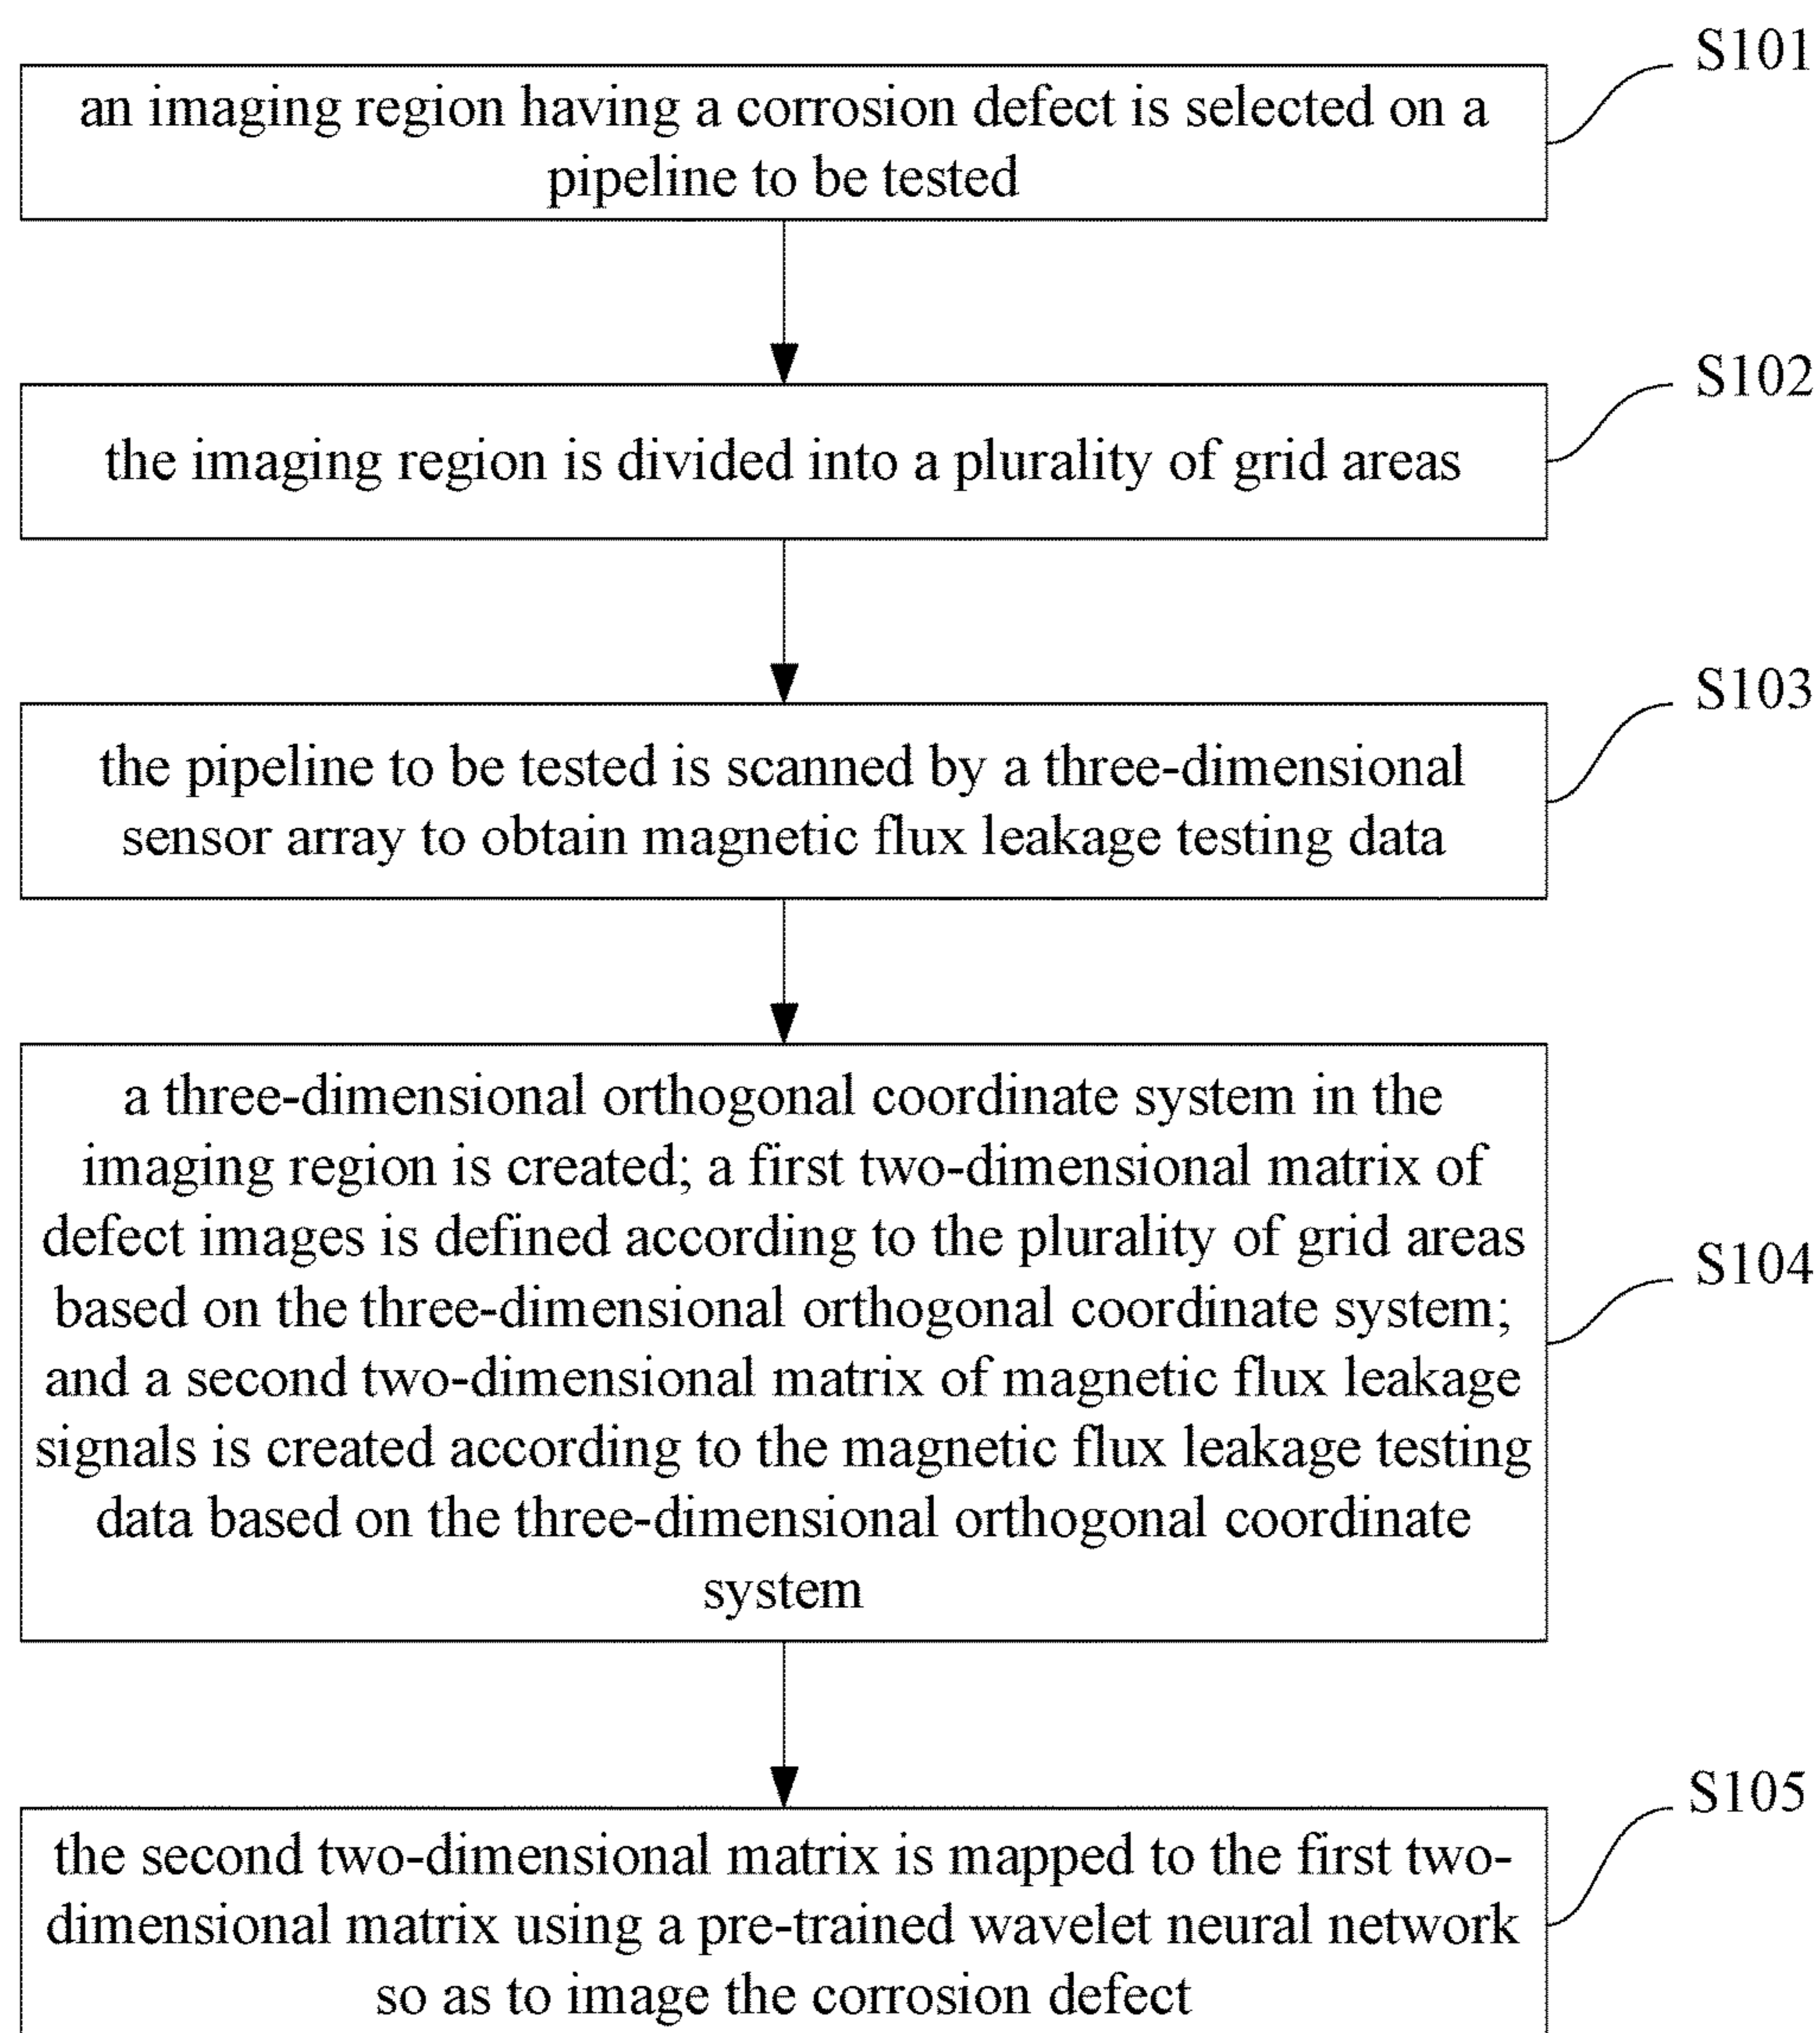 S101
an imaging region having a corrosion defect is selected on a
pipeline to be tested
S102
the imaging region is divided into a plurality of grid areas
S103
the pipeline to be tested is scanned by a three-dimensional
sensor array to obtain magnetic flux leakage testing data
a three-dimensional orthogonal coordinate system in the
imaging region is created; a first two-dimensional matrix of
defect images is defined according to the plurality of grid areas
based on the three-dimensional orthogonal coordinate system;
and a second two-dimensional matrix of magnetic flux leakage
signals is created according to the magnetic flux leakage testing
data based on the three-dimensional orthogonal coordinate
system
S104
S105
the second two-dimensional matrix is mapped to the first two-
dimensional matrix using a pre-trained wavelet neural network
so as to image the corrosion defect